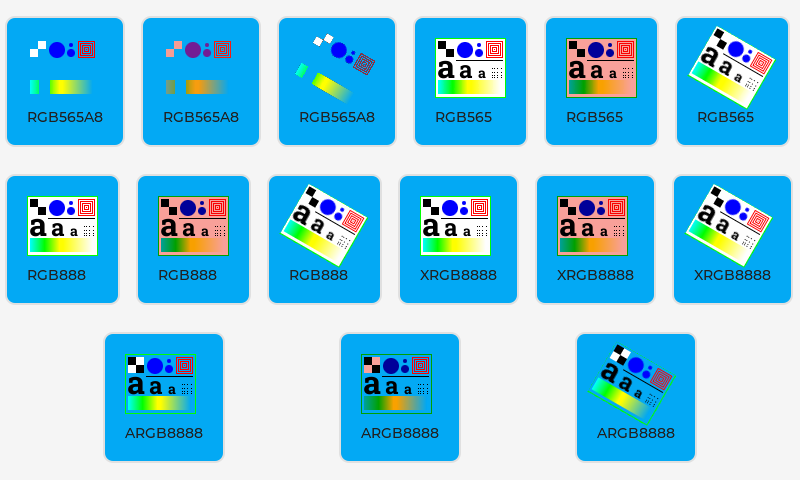 RGB565A8 RGB565A8 RGB565A8
a a a a a a a a a
RGB565 RGB565 RGB565
a a a a a a a a a a a a a a a a a a
RGB888 RGB888 RGB888 XRGB8888 XRGB8888 XRGB8888
a a a a a a a a a
ARGB8888 ARGB8888 ARGB8888